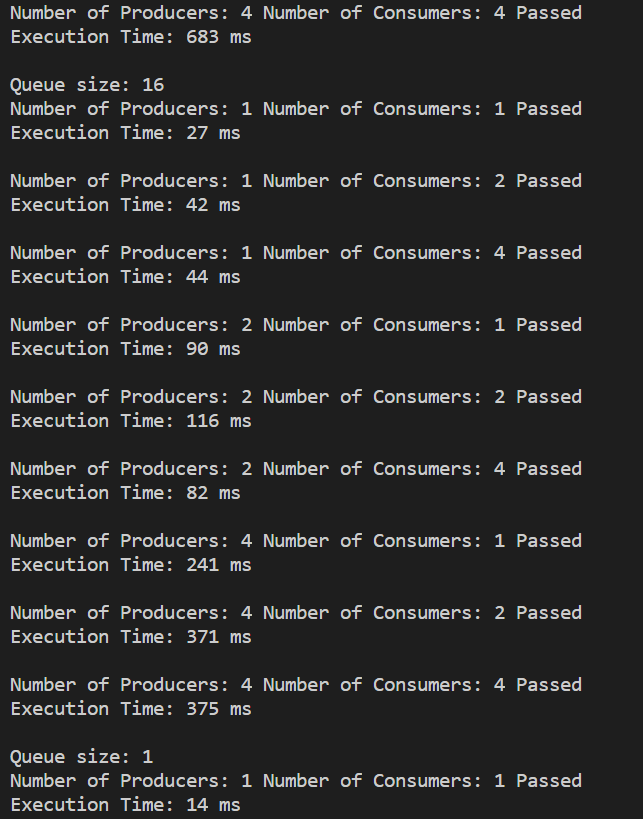 Number of Producers: 4 Number of Consumers: 4 Passed
Execution Time: 683 ms
Queue size: 16
Number of Producers: 1 Number of Consumers: 1 Passed
Execution Time: 27 ms
Number of Producers: 1 Number of Consumers: 2 Passed
Execution Time: 42 ms
Number of Producers: 1 Number of Consumers: 4 Passed
Execution Time: 44 ms
Number of Producers: 2 Number of Consumers: 1 Passed
Execution Time: 90 ms
Number of Producers: 2 Number of Consumers: 2 Passed
Execution Time: 116 ms
Number of Producers: 2 Number of Consumers: 4 Passed
Execution Time: 82 ms
Number of Producers: 4 Number of Consumers: 1 Passed
Execution Time: 241 ms
Number of Producers: 4 Number of Consumers: 2 Passed
Execution Time: 371 ms
Number of Producers: 4 Number of Consumers: 4 Passed
Execution Time: 375 ms
Queue size: 1
Number of Producers: 1 Number of Consumers: 1 Passed
Execution Time: 14 ms